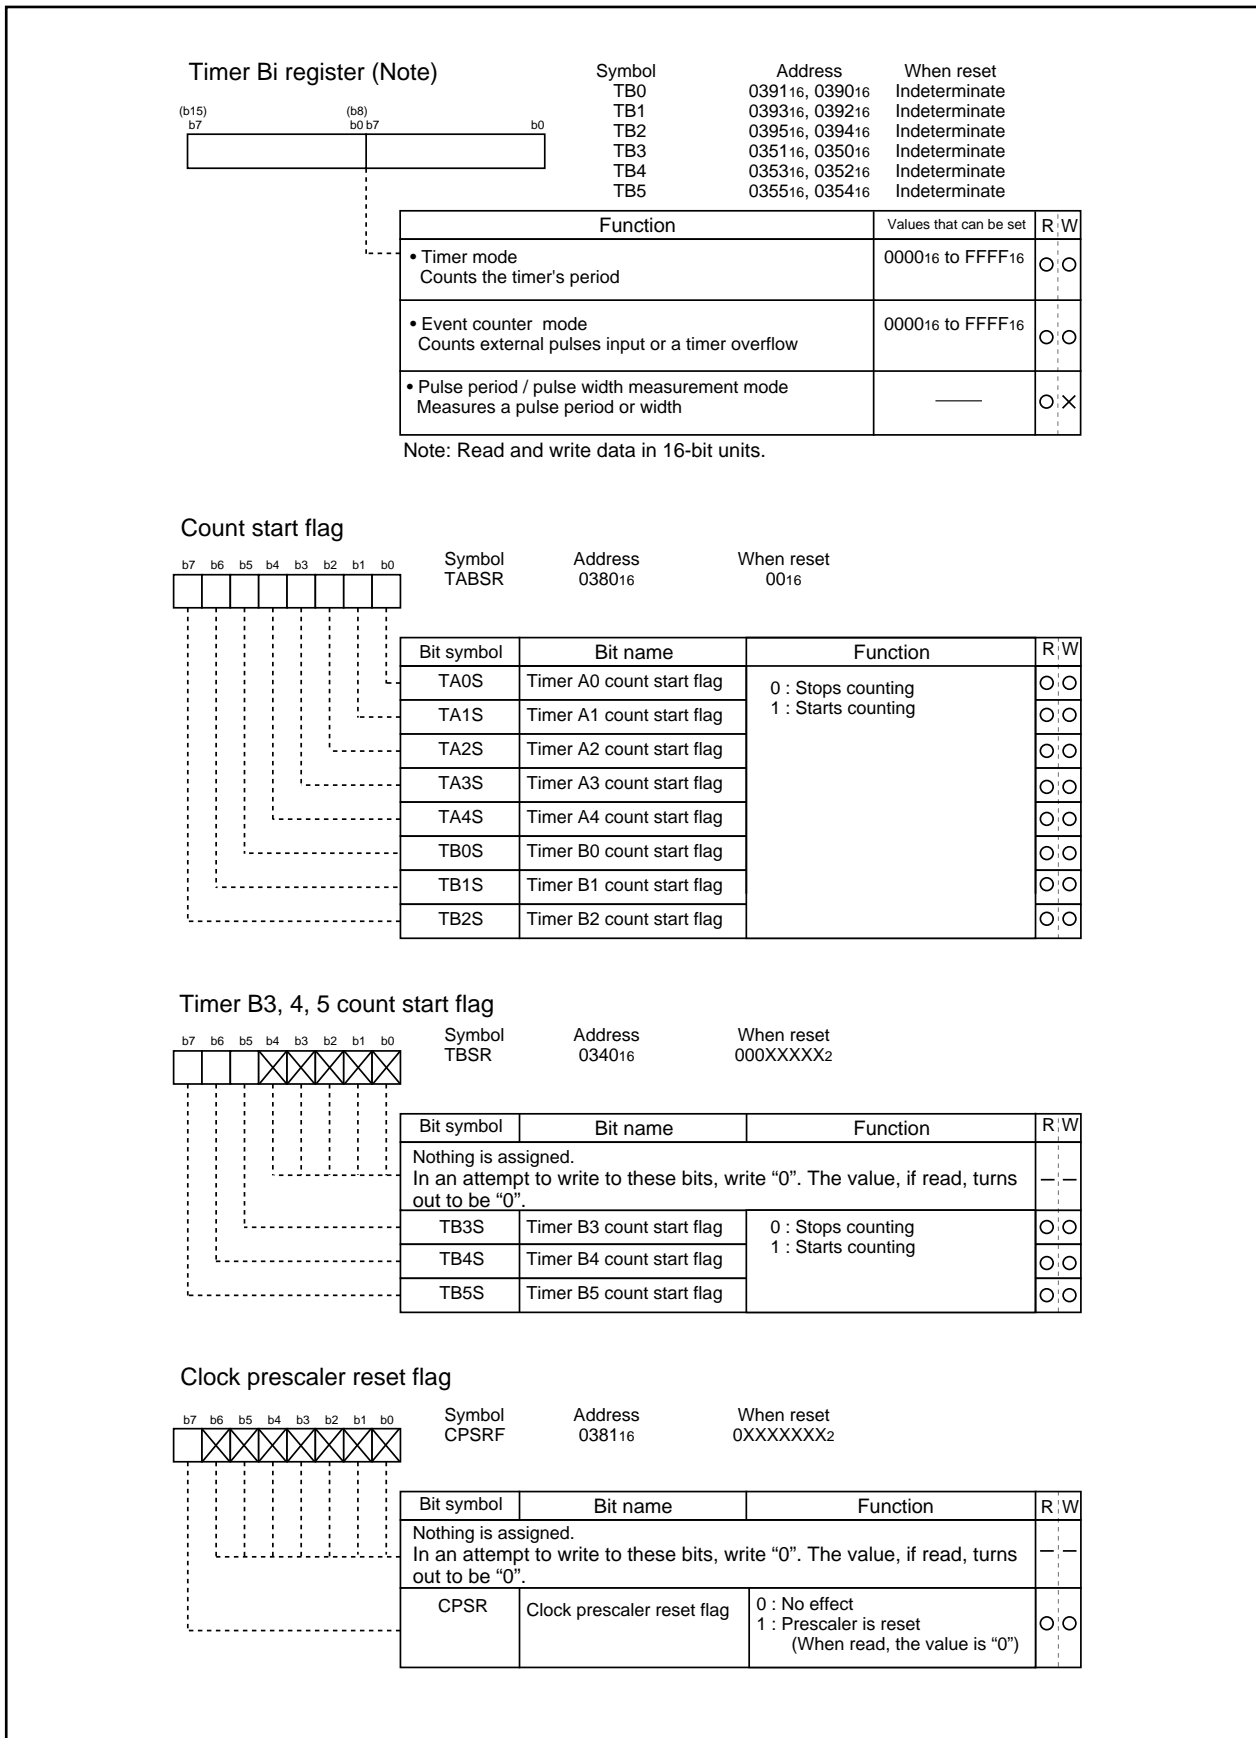 Timer Bi register (Note)
Symbol Address When reset
TB0 039116, 039016 Indeterminate
TB1 039316, 039216 Indeterminate
TB2 039516, 039416 Indeterminate
TB3 035116, 035016 Indeterminate
TB4 035316, 035216 Indeterminate
TB5 035516, 035416 Indeterminate
(b15) (b8)
b7 b0 b7 b0
Function Values that can be set R W
• Timer mode 000016 to FFFF16
Counts the timer's period
• Event counter mode 000016 to FFFF16
Counts external pulses input or a timer overflow
• Pulse period / pulse width measurement mode
Measures a pulse period or width
Note: Read and write data in 16-bit units.
Count start flag
Symbol Address When reset
TABSR 038016 0016
b7 b6 b5 b4 b3 b2 b1 b0
Bit symbol Bit name Function R W
TA0S Timer A0 count start flag 0 : Stops counting
1 : Starts counting
TA1S Timer A1 count start flag
TA2S Timer A2 count start flag
TA3S Timer A3 count start flag
TA4S Timer A4 count start flag
TB0S Timer B0 count start flag
TB1S Timer B1 count start flag
TB2S Timer B2 count start flag
Timer B3, 4, 5 count start flag
Symbol Address When reset
TBSR 034016 000XXXXX2
b7 b6 b5 b4 b3 b2 b1 b0
Bit symbol Bit name Function R W
Nothing is assigned.
In an attempt to write to these bits, write “0”. The value, if read, turns
out to be “0”.
TB3S Timer B3 count start flag 0 : Stops counting
1 : Starts counting
TB4S Timer B4 count start flag
TB5S Timer B5 count start flag
Clock prescaler reset flag
Symbol Address When reset
CPSRF 038116 0XXXXXXX2
b7 b6 b5 b4 b3 b2 b1 b0
Bit symbol Bit name Function R W
Nothing is assigned.
In an attempt to write to these bits, write “0”. The value, if read, turns
out to be “0”.
CPSR Clock prescaler reset flag 0 : No effect
1 : Prescaler is reset
(When read, the value is “0”)